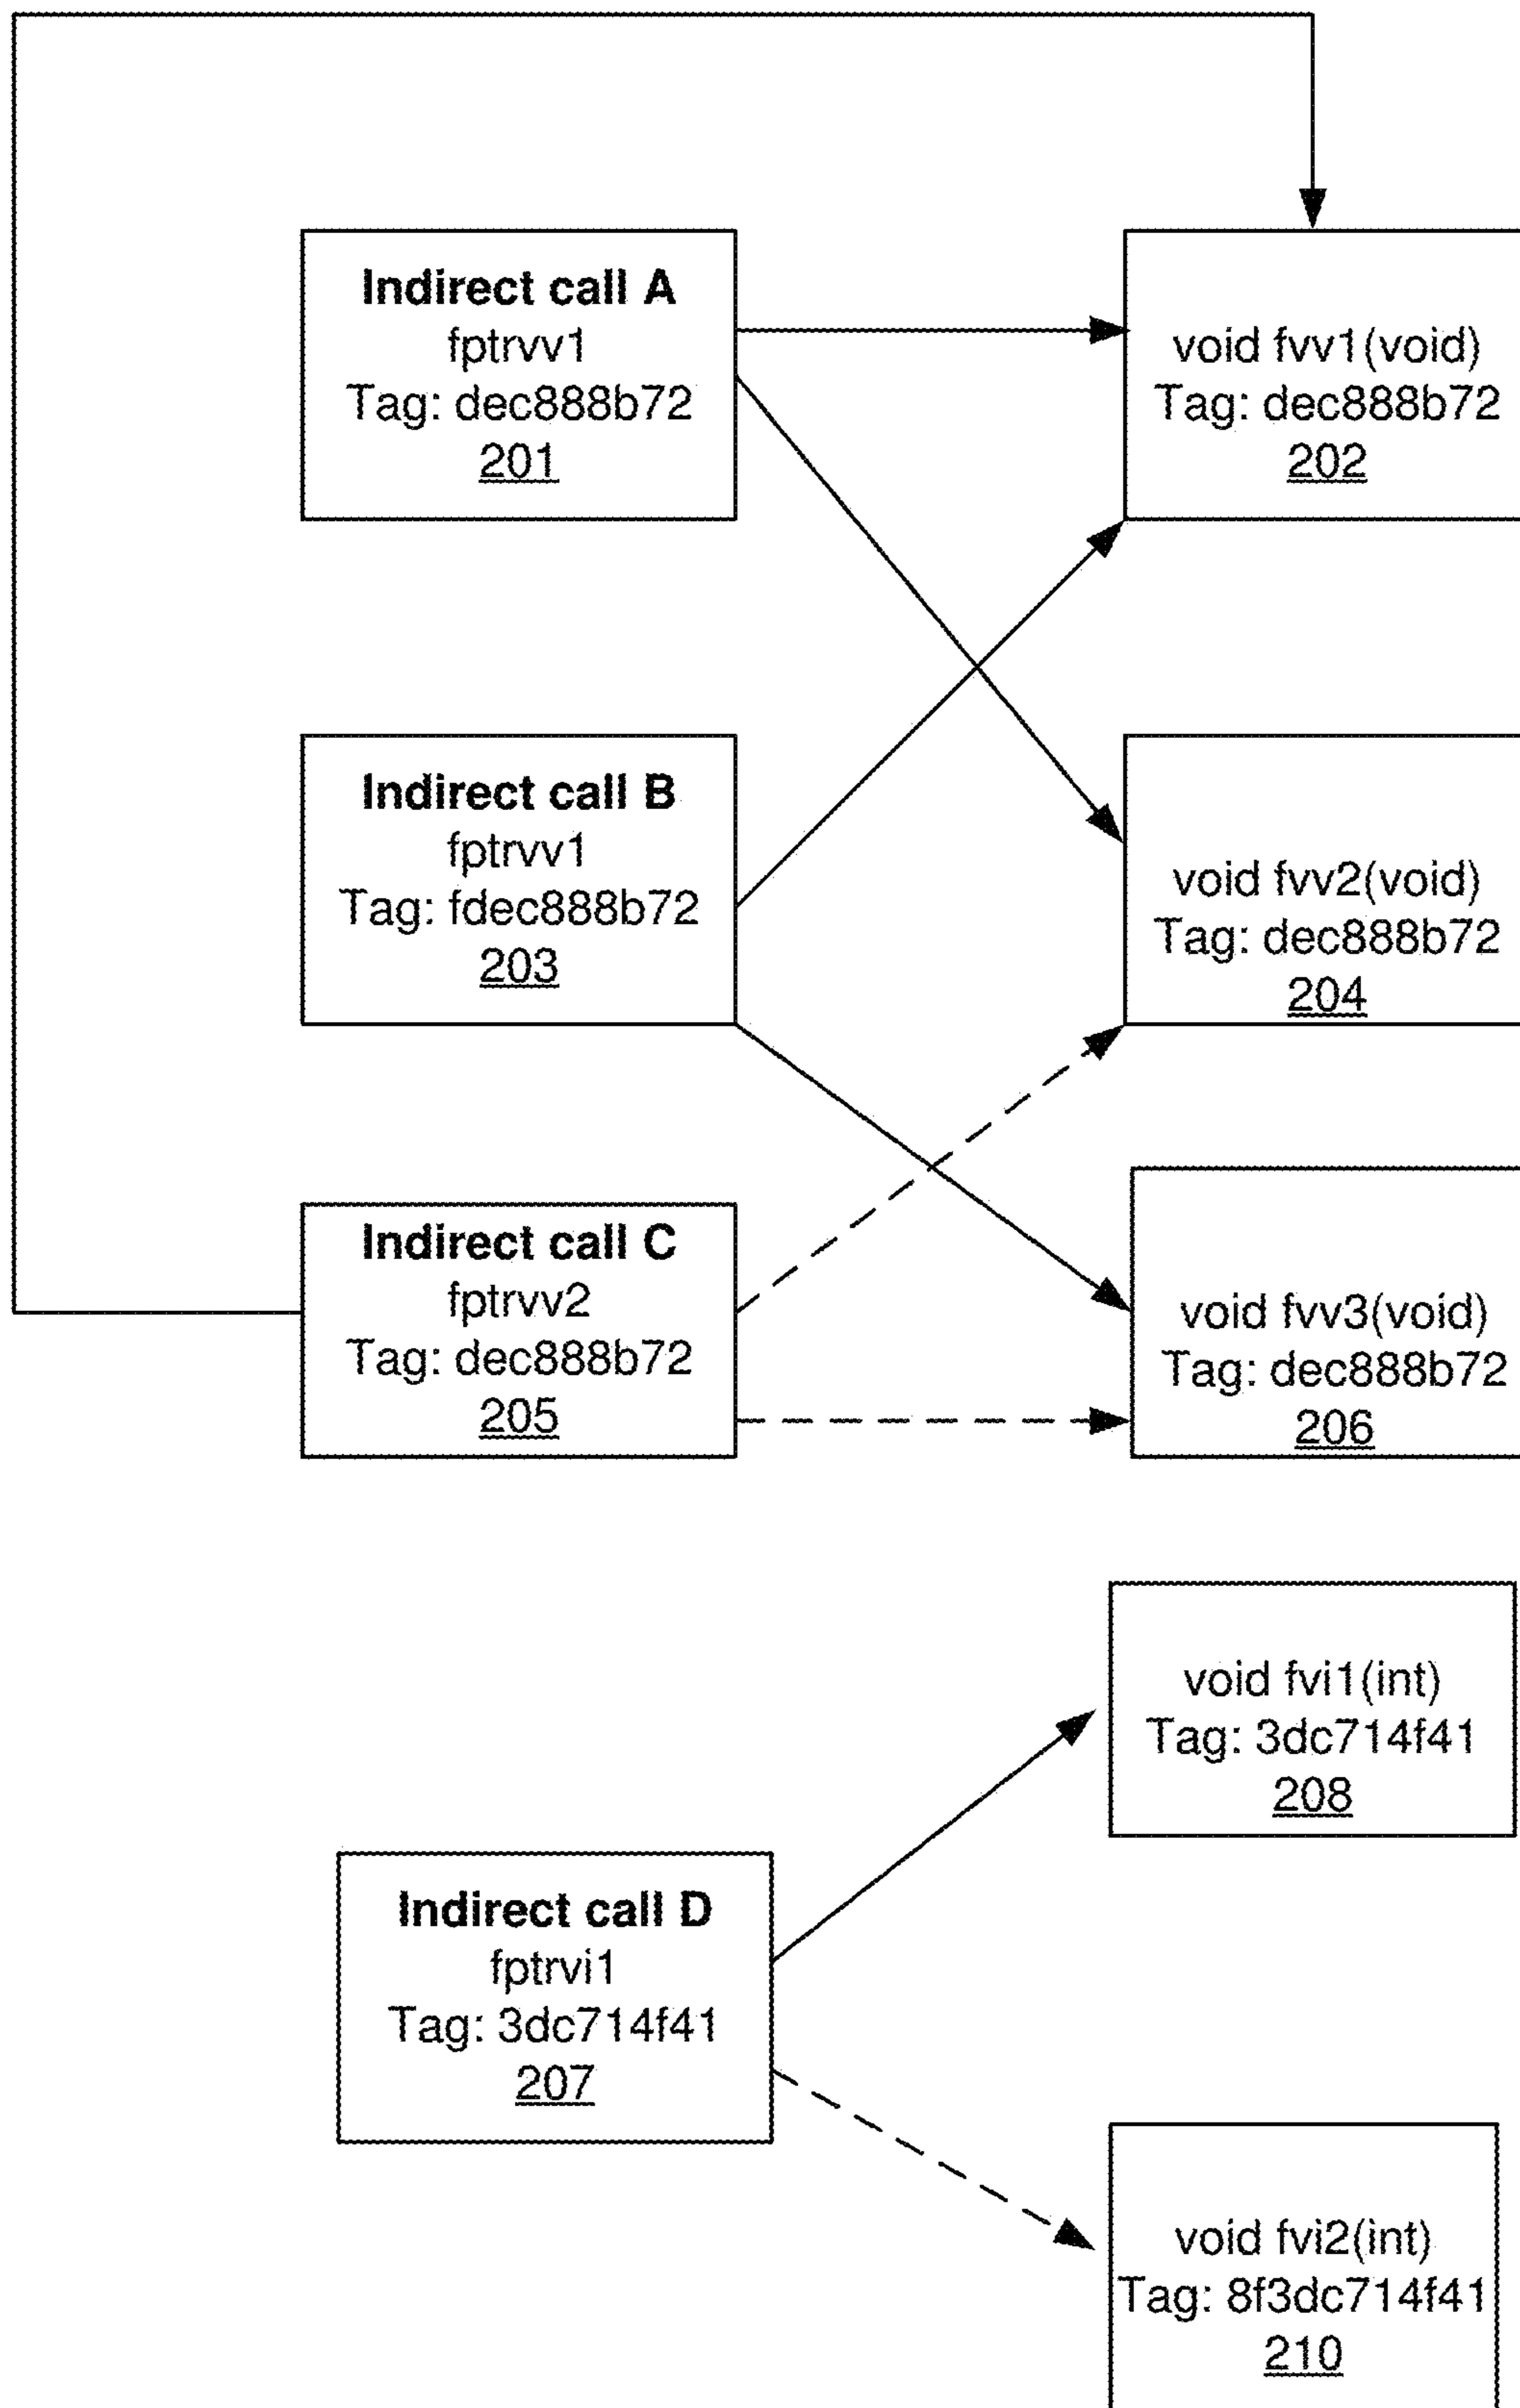 Indirect call A
fptrvv1
Tag: dec888b72
201
void fvv1(void)
Tag: dec888b72
202
Indirect call B
fptrvv1
Tag: fdec888b72
203
void fvv2(void)
Tag: dec888b72
204
Indirect call C
fptrvv2
Tag: dec888b72
205
void fvv3(void)
Tag: dec888b72
206
void fvi1(int)
Tag: 3dc714f41
208
Indirect call D
fptrvi1
Tag: 3dc714f41
207
void fvi2(int)
Tag: 8f3dc714f41
210